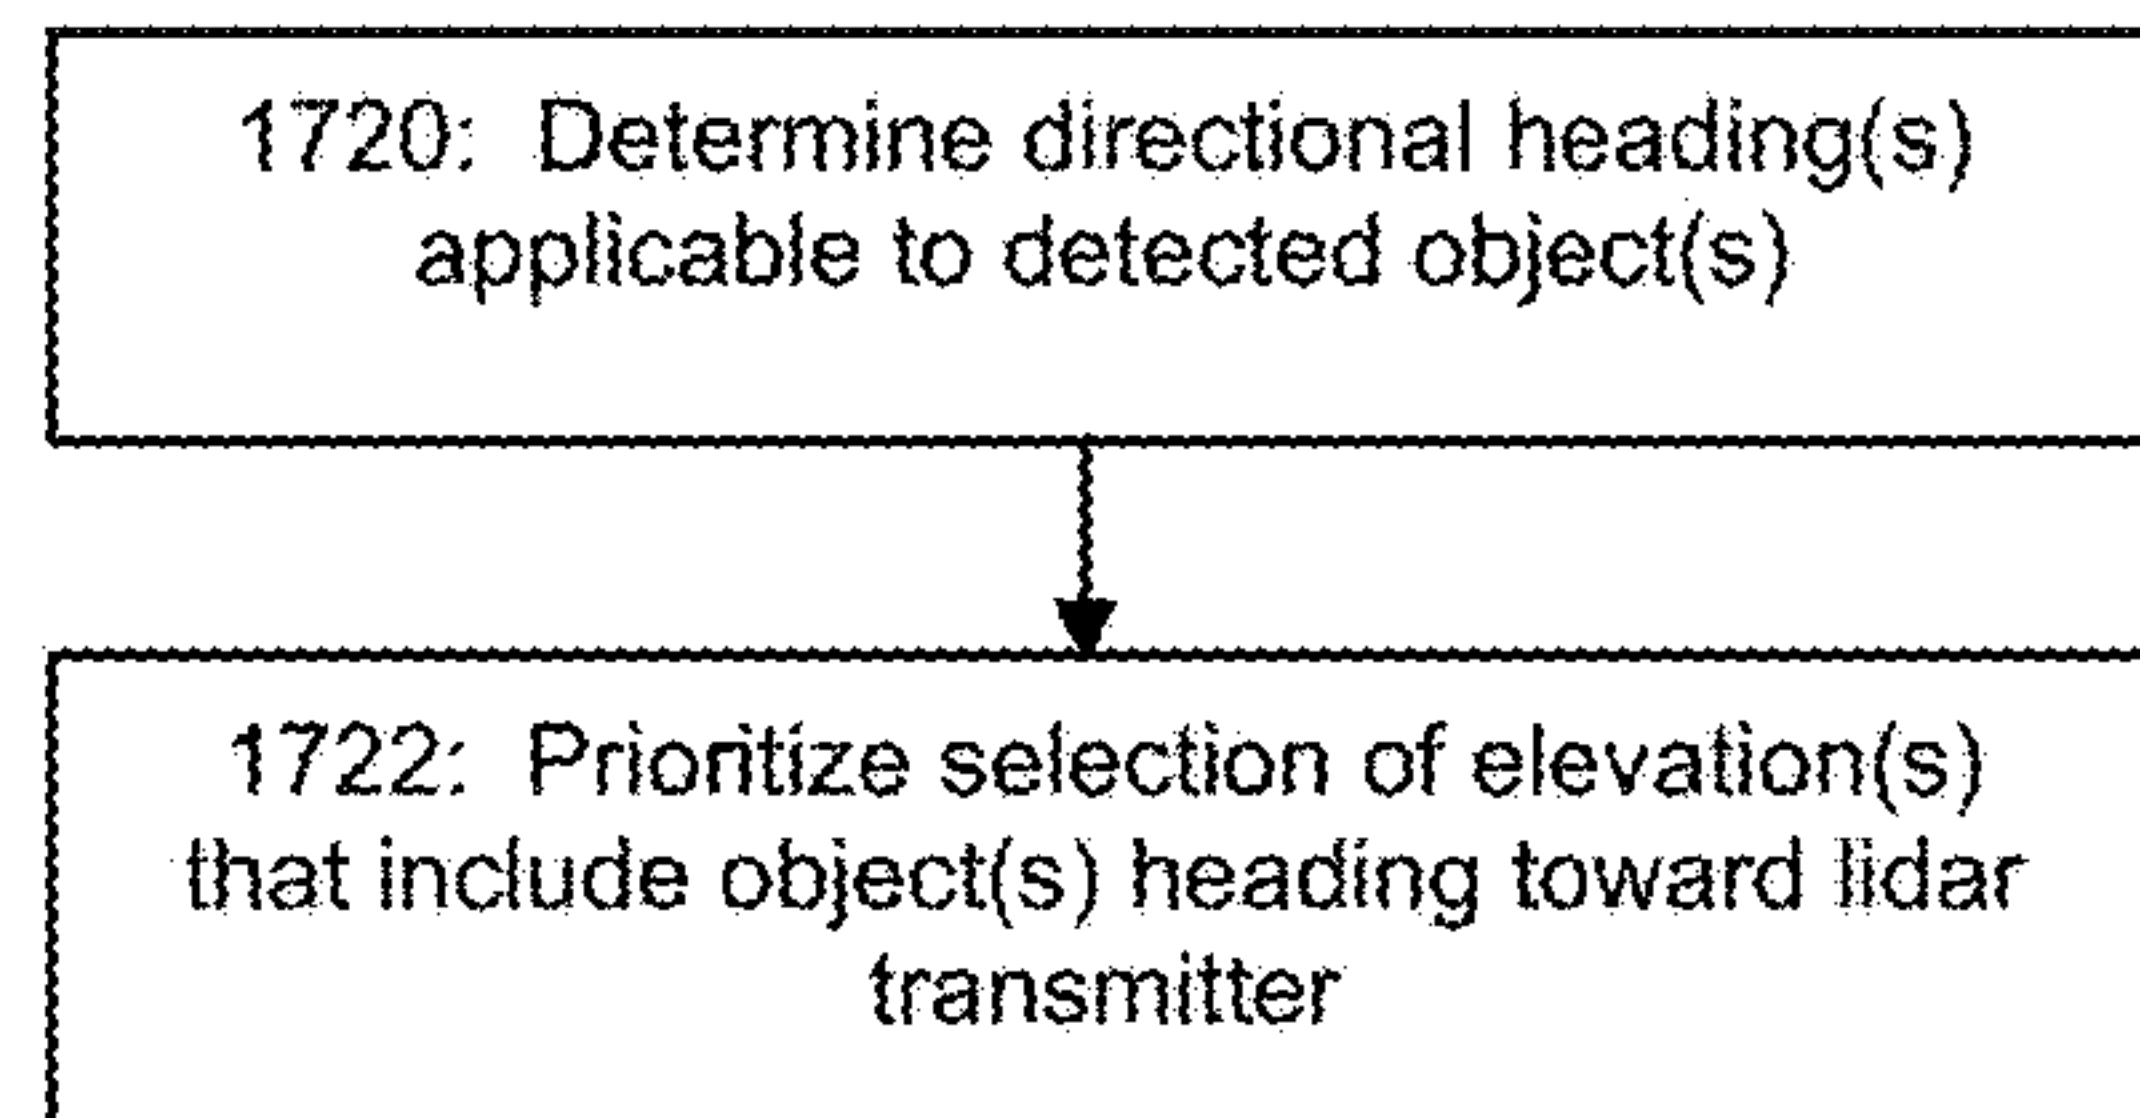 1720: Determine directional heading(s)
applicable to detected object(s)
1722: Prioritize selection of elevation(s)
that include object(s) heading toward lidar
transmitter